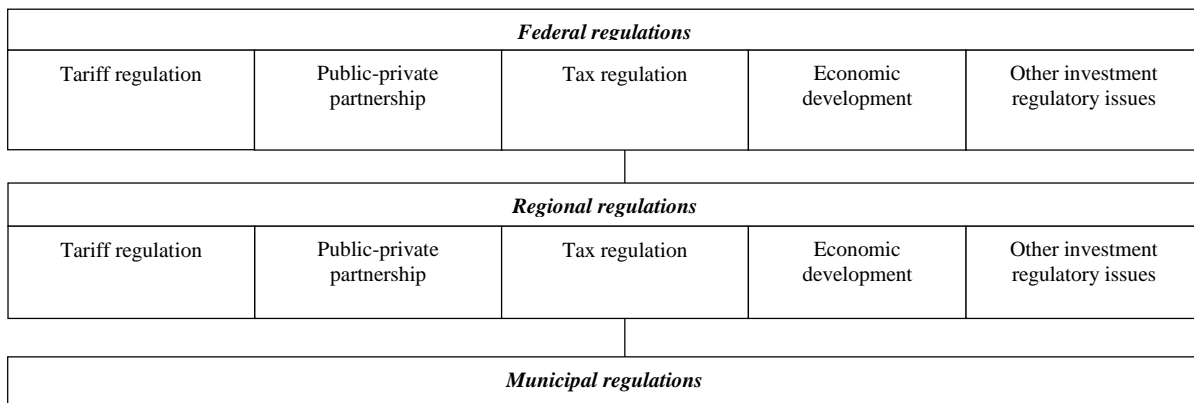 Federal regulations
Tariff regulation
Public-private
partnership
Tax regulation
Economic
development
Other investment
regulatory issues
Regional regulations
Tariff regulation
Public-private
partnership
Tax regulation
Economic
development
Other investment
regulatory issues
Municipal regulations